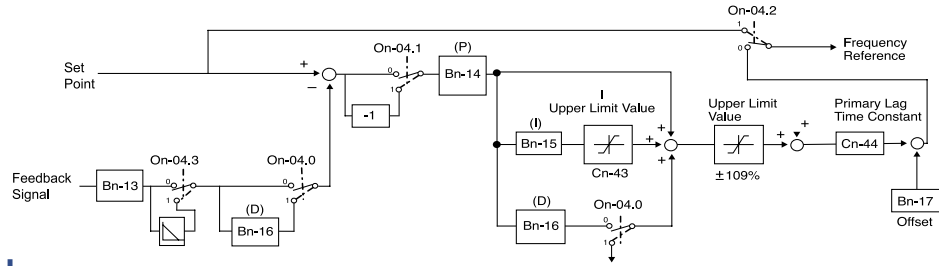 On-04.2
1
0
Frequency
Reference
Set
Point
+
−
On-04.1
0
1
-1
(P)
Bn-14
I
Upper Limit Value
(I)
Bn-15
Cn-43
+
+
+
Upper Limit
Value
±109%
+
+
Primary Lag
Time Constant
Cn-44
Bn-17
Offset
Feedback
Signal
Bn-13
On-04.3
0
1
On-04.0
0
1
(D)
Bn-16
(D)
Bn-16
On-04.0
0
1